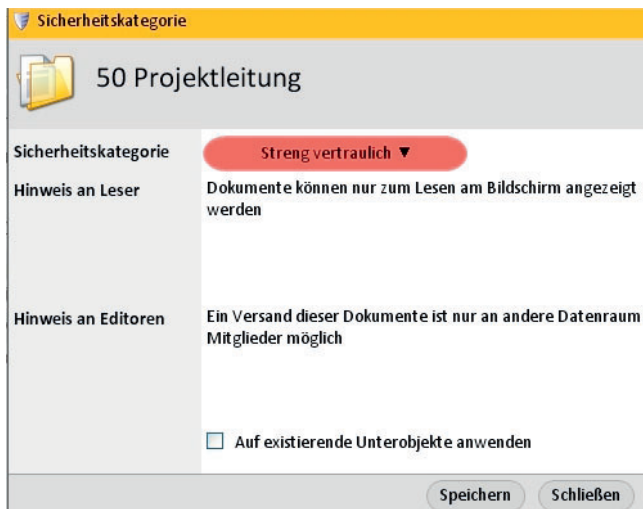 Sicherheitskategorie
50 Projektleitung
Sicherheitskategorie
Streng vertraulich ▼
Hinweis an Leser
Dokumente können nur zum Lesen am Bildschirm angezeigt
werden
Hinweis an Editoren
Ein Versand dieser Dokumente ist nur an andere Datenraum
Mitglieder möglich
Auf existierende Unterobjekte anwenden
Speichern
Schließen